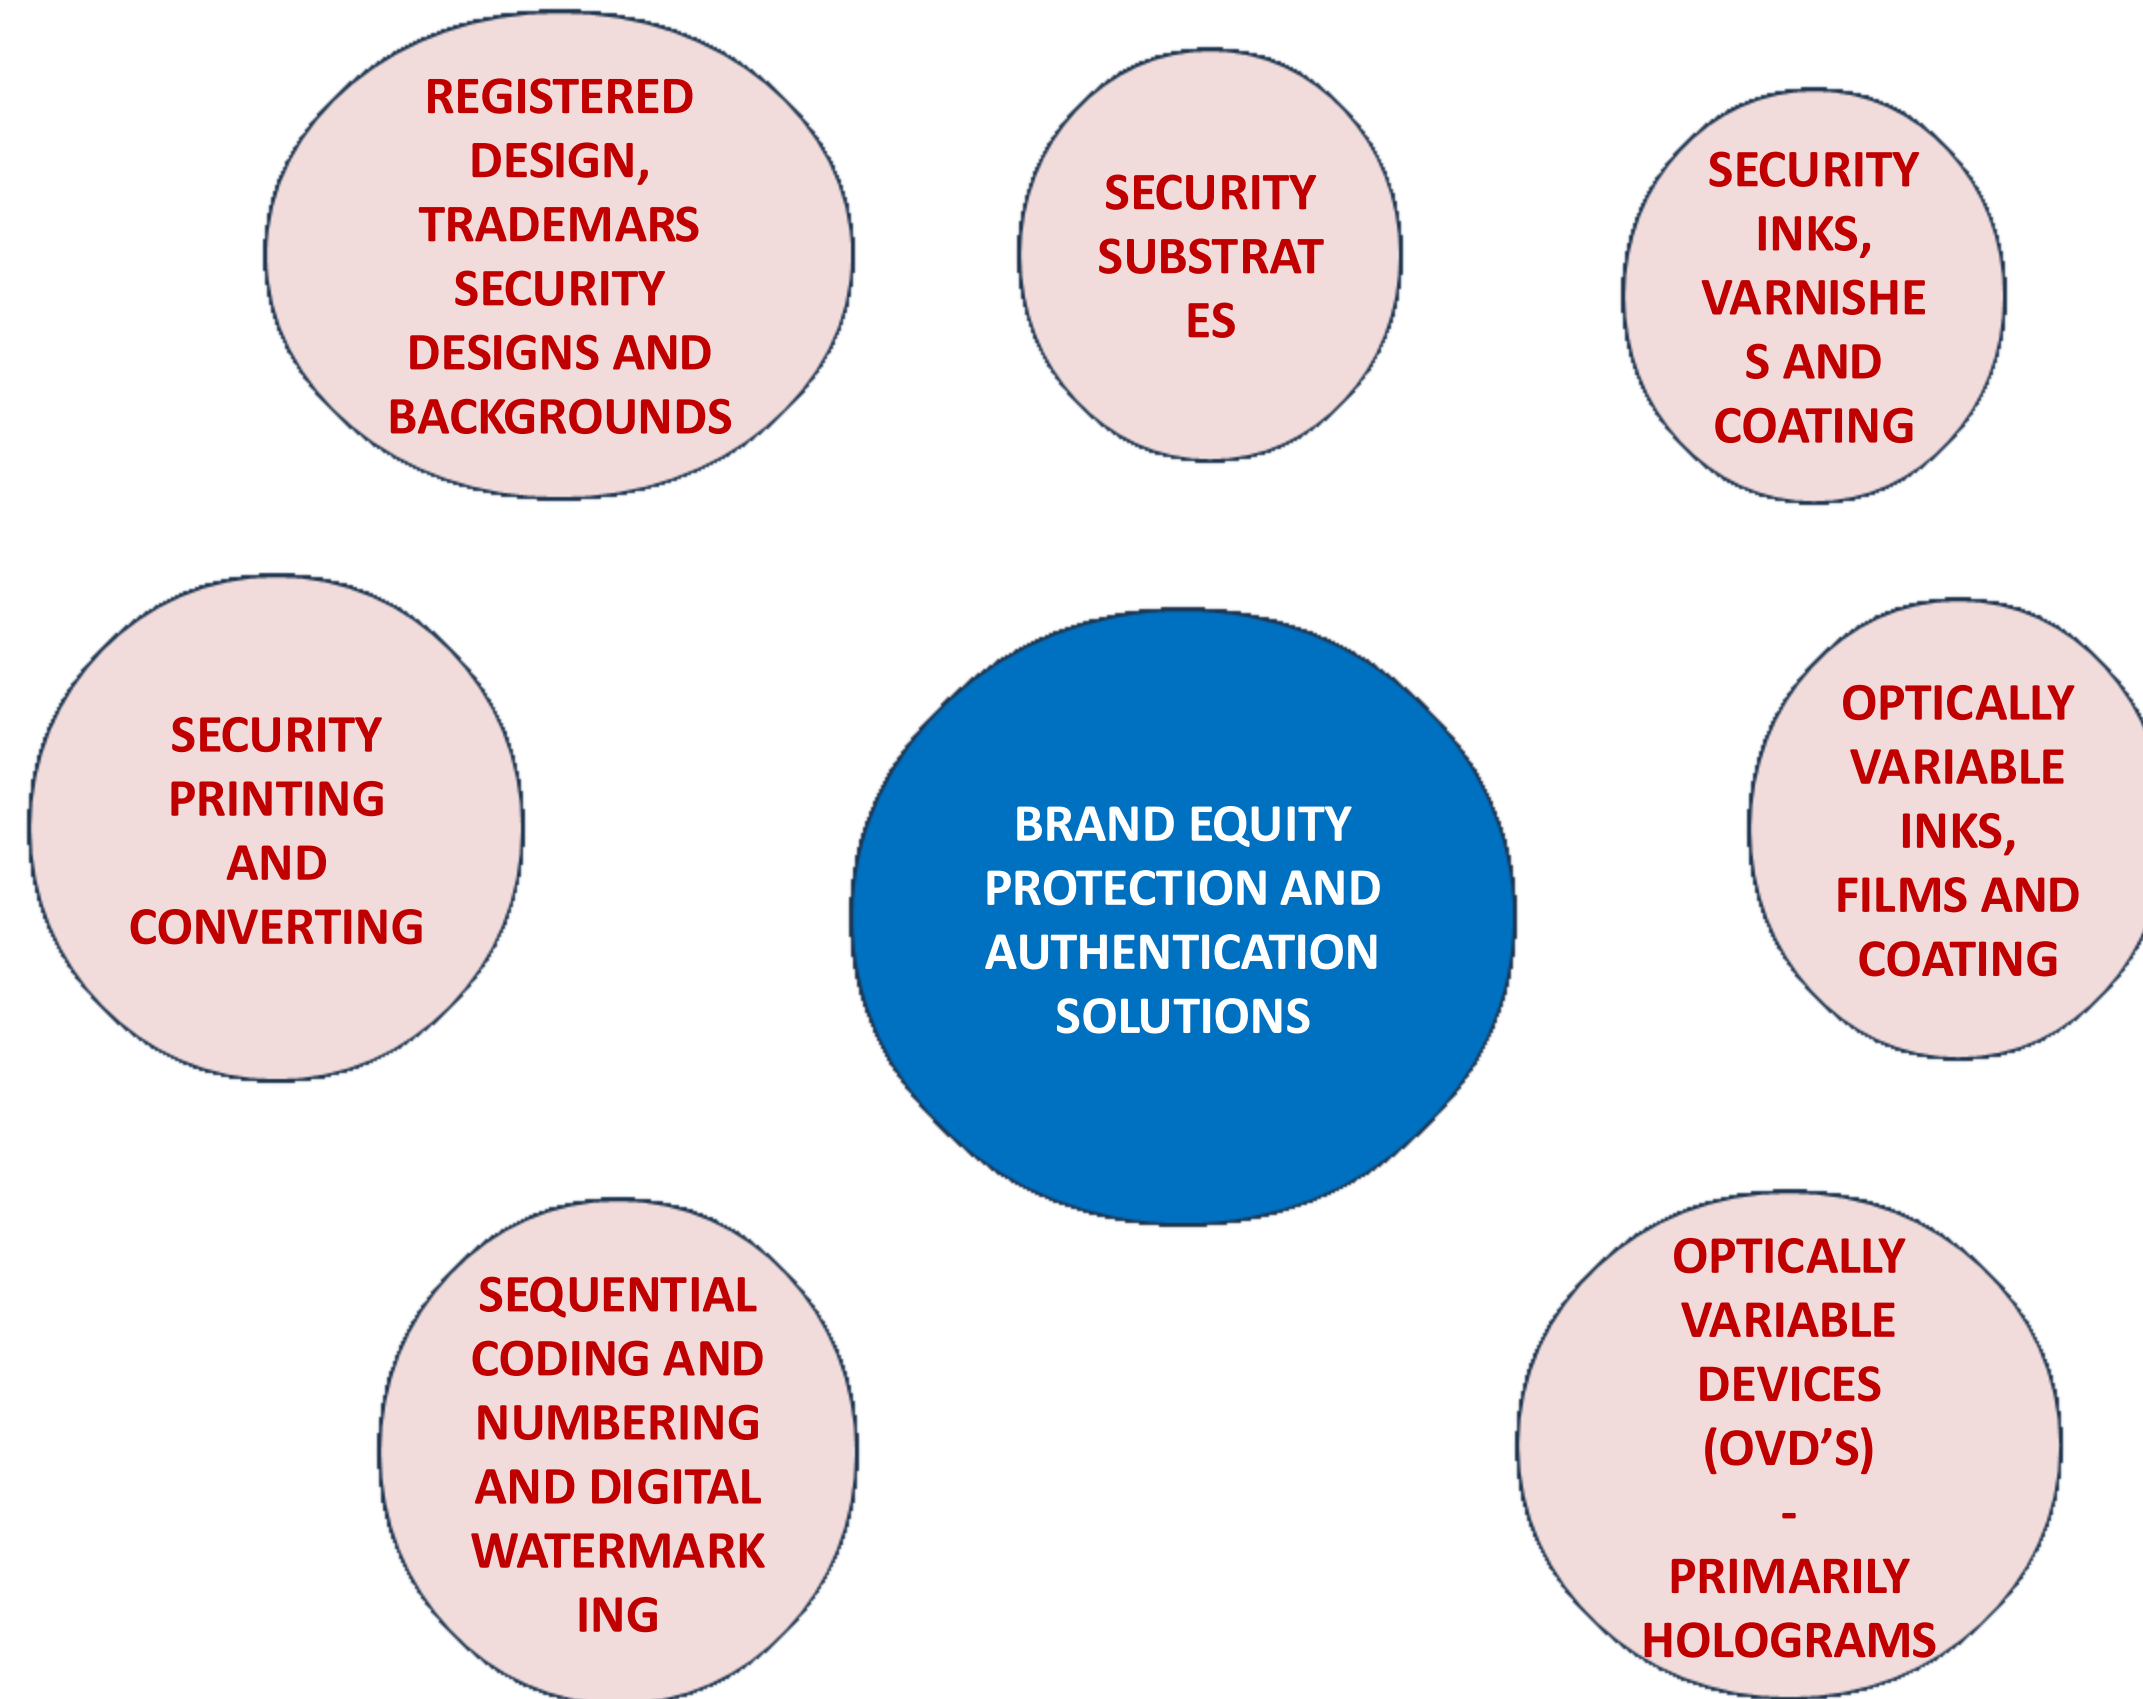 REGISTERED
DESIGN,
TRADEMARS
SECURITY
DESIGNS AND
BACKGROUNDS
SECURITY
SUBSTRAT
ES
SECURITY
INKS,
VARNISHE
S AND
COATING
SECURITY
PRINTING
AND
CONVERTING
BRAND EQUITY
PROTECTION AND
AUTHENTICATION
SOLUTIONS
OPTICALLY
VARIABLE
INKS,
FILMS AND
COATING
SEQUENTIAL
CODING AND
NUMBERING
AND DIGITAL
WATERMARK
ING
OPTICALLY
VARIABLE
DEVICES
(OVD’S)
-
PRIMARILY
HOLOGRAMS